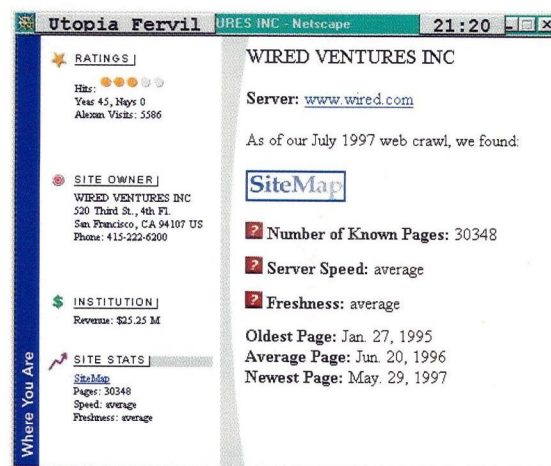 Utopia Fervil
URES INC - Netscape
21:20
RATINGS
Hits:
Yeas 45, Nays 0
Alexan Visits: 5586
SITE OWNER
WIRED VENTURES INC
520 Third St., 4th Fl.
San Francisco, CA 94107 US
Phone: 415-222-6200
INSTITUTION
Revenue: $25.25 M
SITE STATS
SiteMap
Pages: 30348
Speed: average
Freshness: average
Where You Are
WIRED VENTURES INC
Server: www.wired.com
As of our July 1997 web crawl, we found:
SiteMap
? Number of Known Pages: 30348
? Server Speed: average
? Freshness: average
Oldest Page: Jan. 27, 1995
Average Page: Jun. 20, 1996
Newest Page: May. 29, 1997